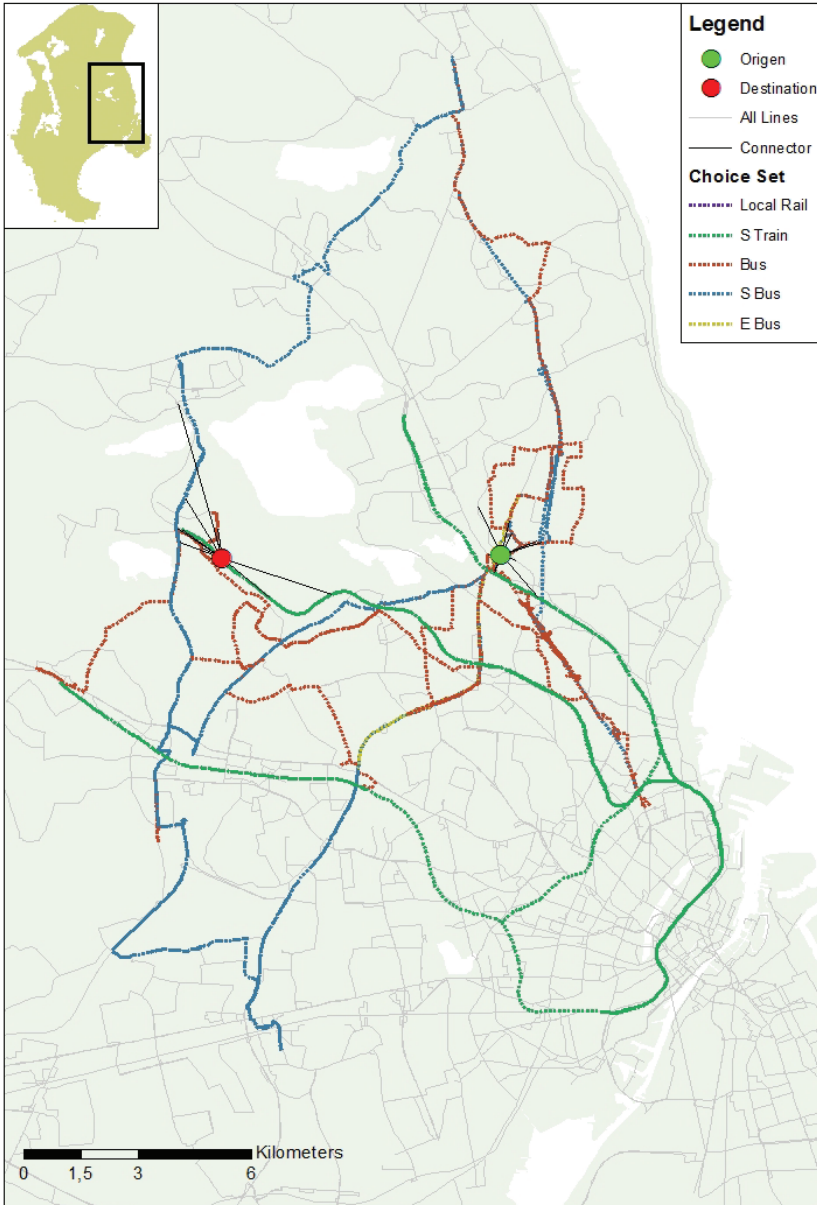 Legend
Origen
Destination
All Lines
Connector
Choice Set
Local Rail
S Train
Bus
S Bus
E Bus
Kilometers
0 1,5 3 6